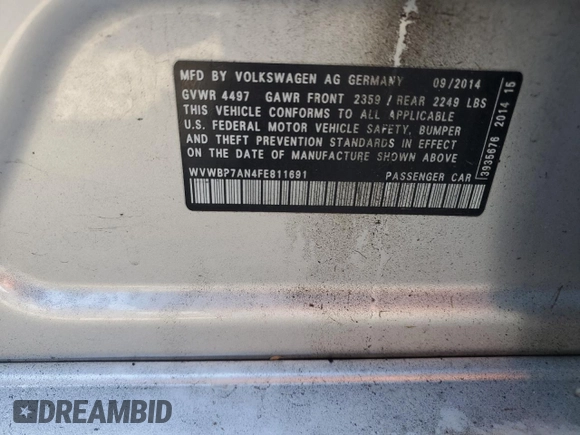 MFD BY VOLKSWAGEN AG GERMANY 09/2014
GVWR 4497 GAWR FRONT 2359 / REAR 2249 LBS
THIS VEHICLE CONFORMS TO ALL APPLICABLE
U.S. FEDERAL MOTOR VEHICLE SAFETY, BUMPER
AND THEFT PREVENTION STANDARDS IN EFFECT
ON THE DATE OF MANUFACTURE SHOWN ABOVE
WVWBP7AN4FE811691 PASSENGER CAR
3935676 2014 15
DREAMBID